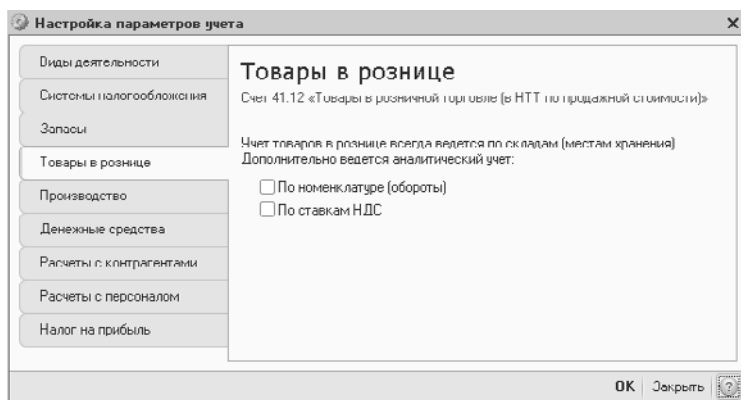 Настройка параметров учета
Виды деятельности
Системы налогообложения
Запасы
Товары в рознице
Производство
Денежные средства
Расчеты с контрагентами
Расчеты с персоналом
Налог на прибыль
Товары в рознице
Счет 41.12 «Товары в розничной торговле (в НТТ по продажной стоимости)»
Учет товаров в рознице всегда ведется по складам (местам хранения)
Дополнительно ведется аналитический учет:
По номенклатуре (обороты)
По ставкам НДС
OK Закрыть ?